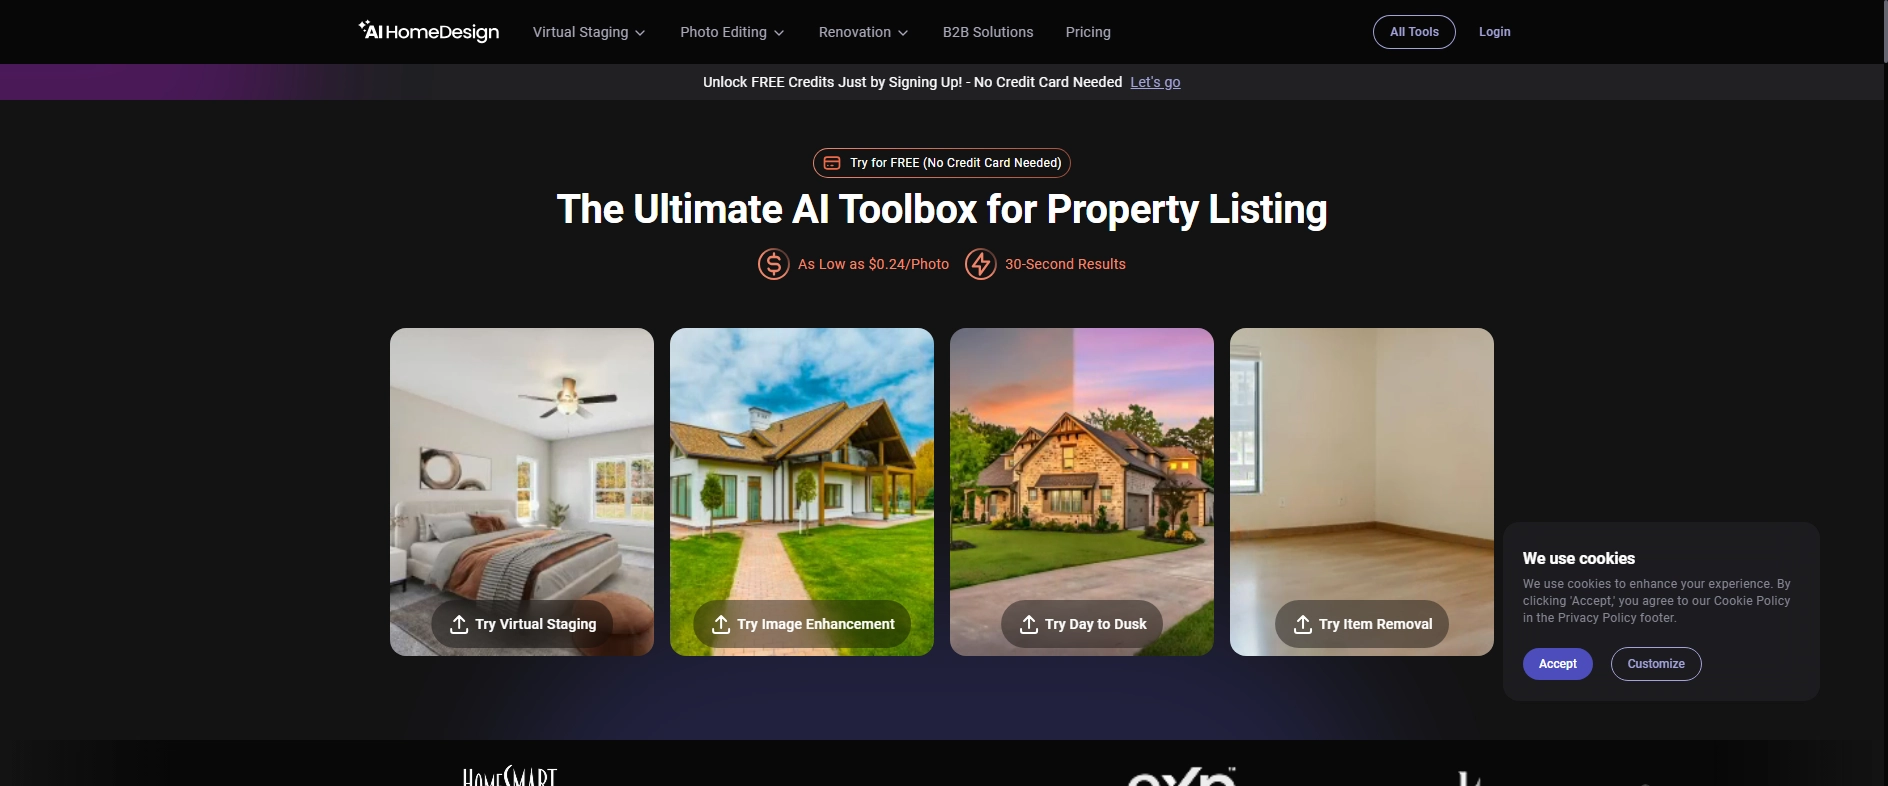 AI HomeDesign
Virtual Staging
Photo Editing
Renovation
B2B Solutions
Pricing
All Tools
Login
Unlock FREE Credits Just by Signing Up! - No Credit Card Needed Let's go
Try for FREE (No Credit Card Needed)
The Ultimate AI Toolbox for Property Listing
As Low as $0.24/Photo
30-Second Results
Try Virtual Staging
Try Image Enhancement
Try Day to Dusk
Try Item Removal
We use cookies
We use cookies to enhance your experience. By
clicking 'Accept,' you agree to our Cookie Policy
in the Privacy Policy footer.
Accept
Customize
HOMESMART
eXp